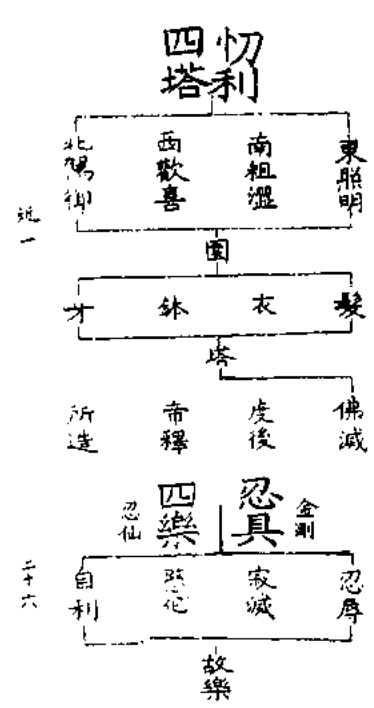 忉利
四塔
東照明
南粗澀
西歡喜
北駕御
園
髮
衣
鉢
牙
塔
佛滅
度後
帝釋
所造
金剛
忍具
四樂
忍仙
忍辱
寂滅
自利
二十六
故樂